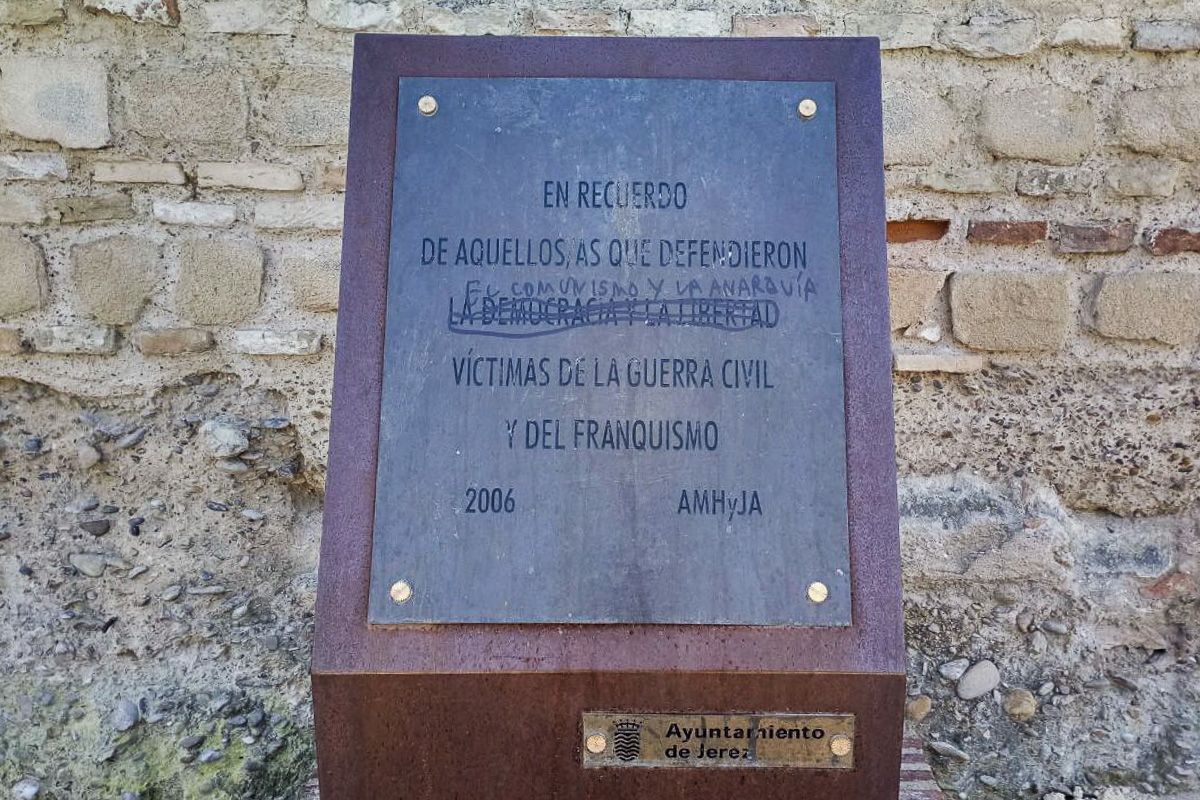 EN RECUERDO
DE AQUELLOS/AS QUE DEFENDIERON
EL COMUNISMO Y LA ANARQUÍA
LA DEMOCRACIA Y LA LIBERTAD
VÍCTIMAS DE LA GUERRA CIVIL
Y DEL FRANQUISMO
2006 AMHyJA
Ayuntamiento
de Jerez